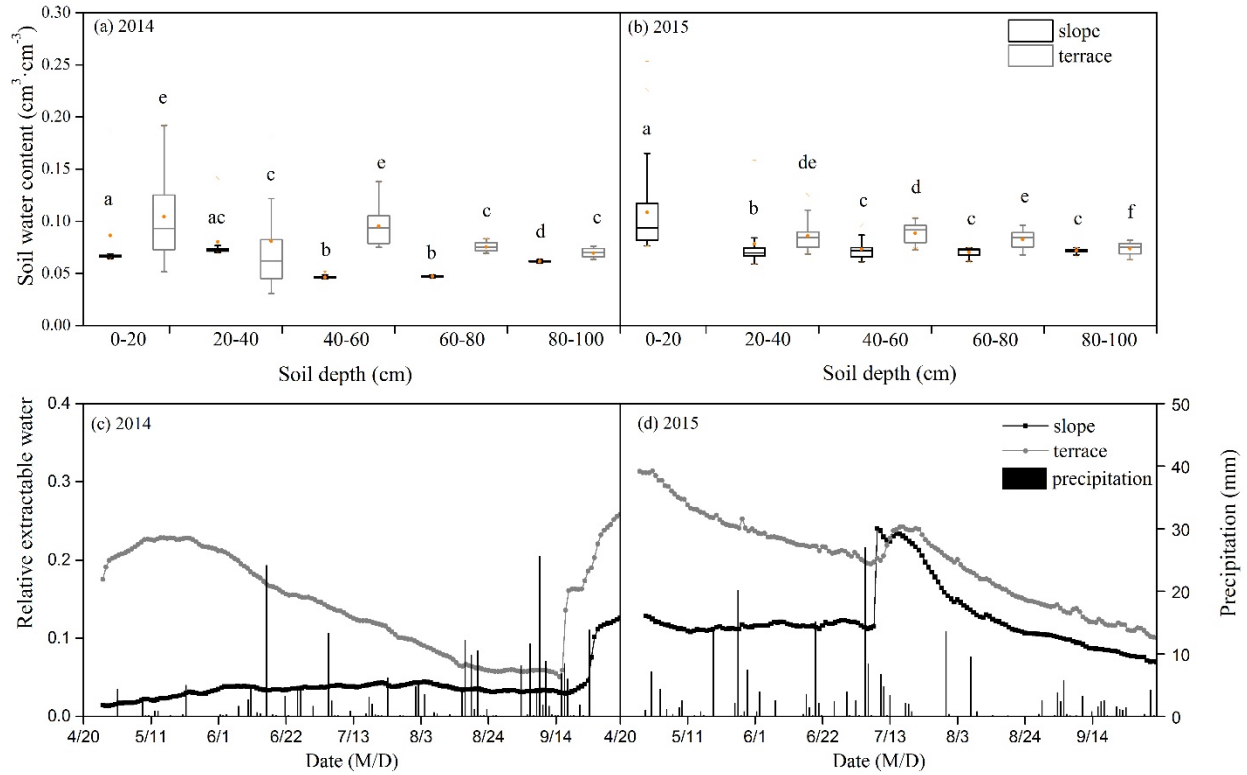 Soil water content (cm³·cm⁻³)
0.30
0.25
0.20
0.15
0.10
0.05
0.00
(a) 2014
a
e
ac
c
b
e
b
c
d
c
0-20
20-40
40-60
60-80
80-100
Soil depth (cm)
(b) 2015
slope
terrace
a
b
de
c
d
c
e
c
f
0-20
20-40
40-60
60-80
80-100
Soil depth (cm)
Relative extractable water
0.4
0.3
0.2
0.1
0.0
(c) 2014
4/20
5/11
6/1
6/22
7/13
8/3
8/24
9/14
4/20
Date (M/D)
(d) 2015
slope
terrace
precipitation
5/11
6/1
6/22
7/13
8/3
8/24
9/14
Date (M/D)
50
40
30
20
10
0
Precipitation (mm)